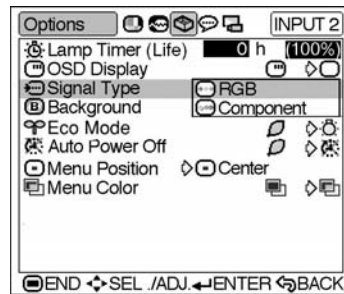 Options INPUT 2
Lamp Timer (Life) 0 h (100%)
OSD Display
Signal Type RGB
Background Component
B
Eco Mode
Auto Power Off
Menu Position Center
Menu Color
END SEL ./ADJ. ENTER BACK